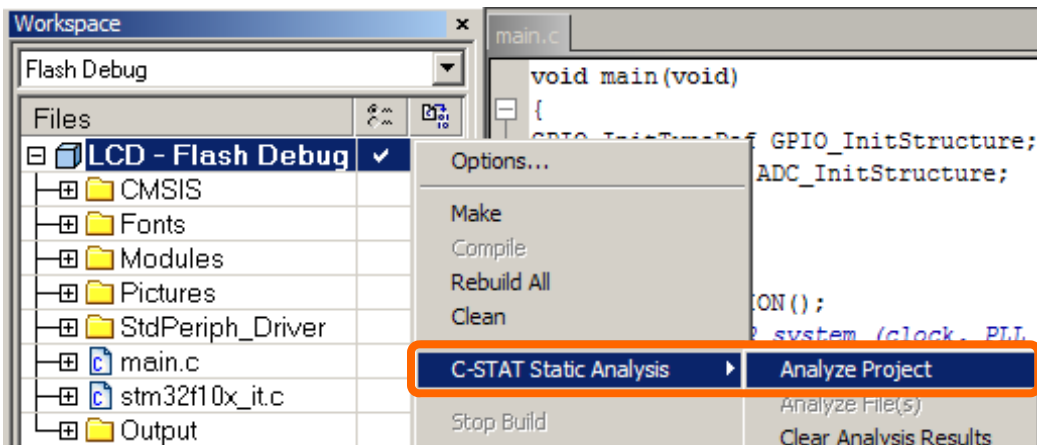 Workspace
Flash Debug
Files
LCD - Flash Debug
CMSIS
Fonts
Modules
Pictures
StdPeriph_Driver
main.c
stm32f10x_it.c
Output
main.c
void main(void)
{
GPIO_InitTypeDef GPIO_InitStructure;
ADC_InitStructure;
ON();
system (clock, PLL
Options...
Make
Compile
Rebuild All
Clean
C-STAT Static Analysis
Stop Build
Analyze Project
Analyze File(s)
Clear Analysis Results